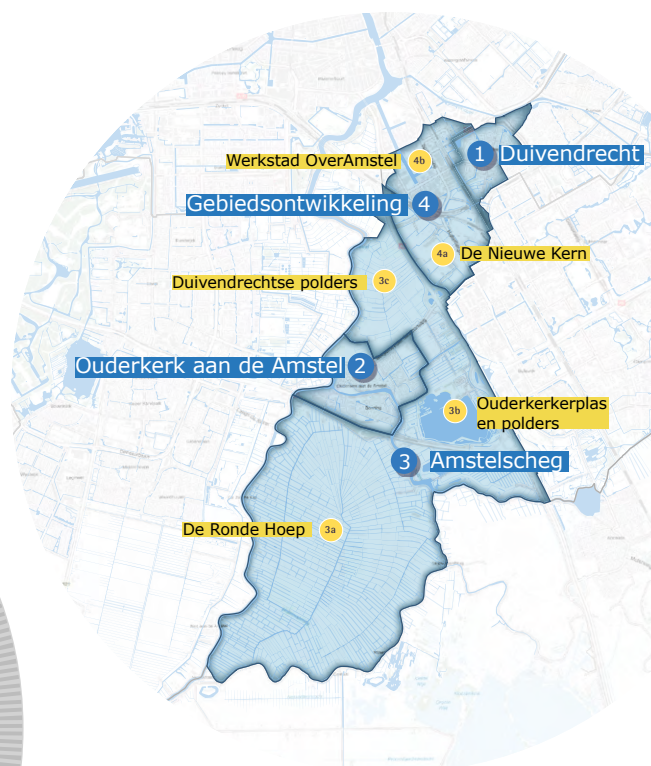 4b
Werkstad OverAmstel
1 Duivendrecht
Gebiedsontwikkeling 4
4a De Nieuwe Kern
Duivendrechtse polders 3c
Ouderkerk aan de Amstel 2
3b Ouderkerkerplas
en polders
3 Amstelscheg
De Ronde Hoep 3a